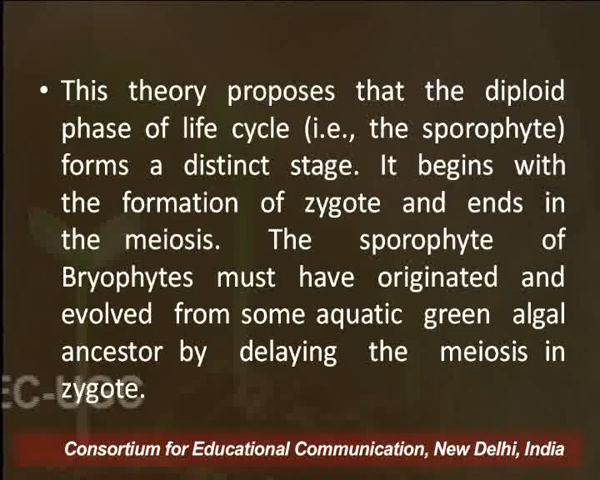 • This theory proposes that the diploid
phase of life cycle (i.e., the sporophyte)
forms a distinct stage. It begins with
the formation of zygote and ends in
the meiosis. The sporophyte of
Bryophytes must have originated and
evolved from some aquatic green algal
ancestor by delaying the meiosis in
zygote.
EC-UGC
Consortium for Educational Communication, New Delhi, India